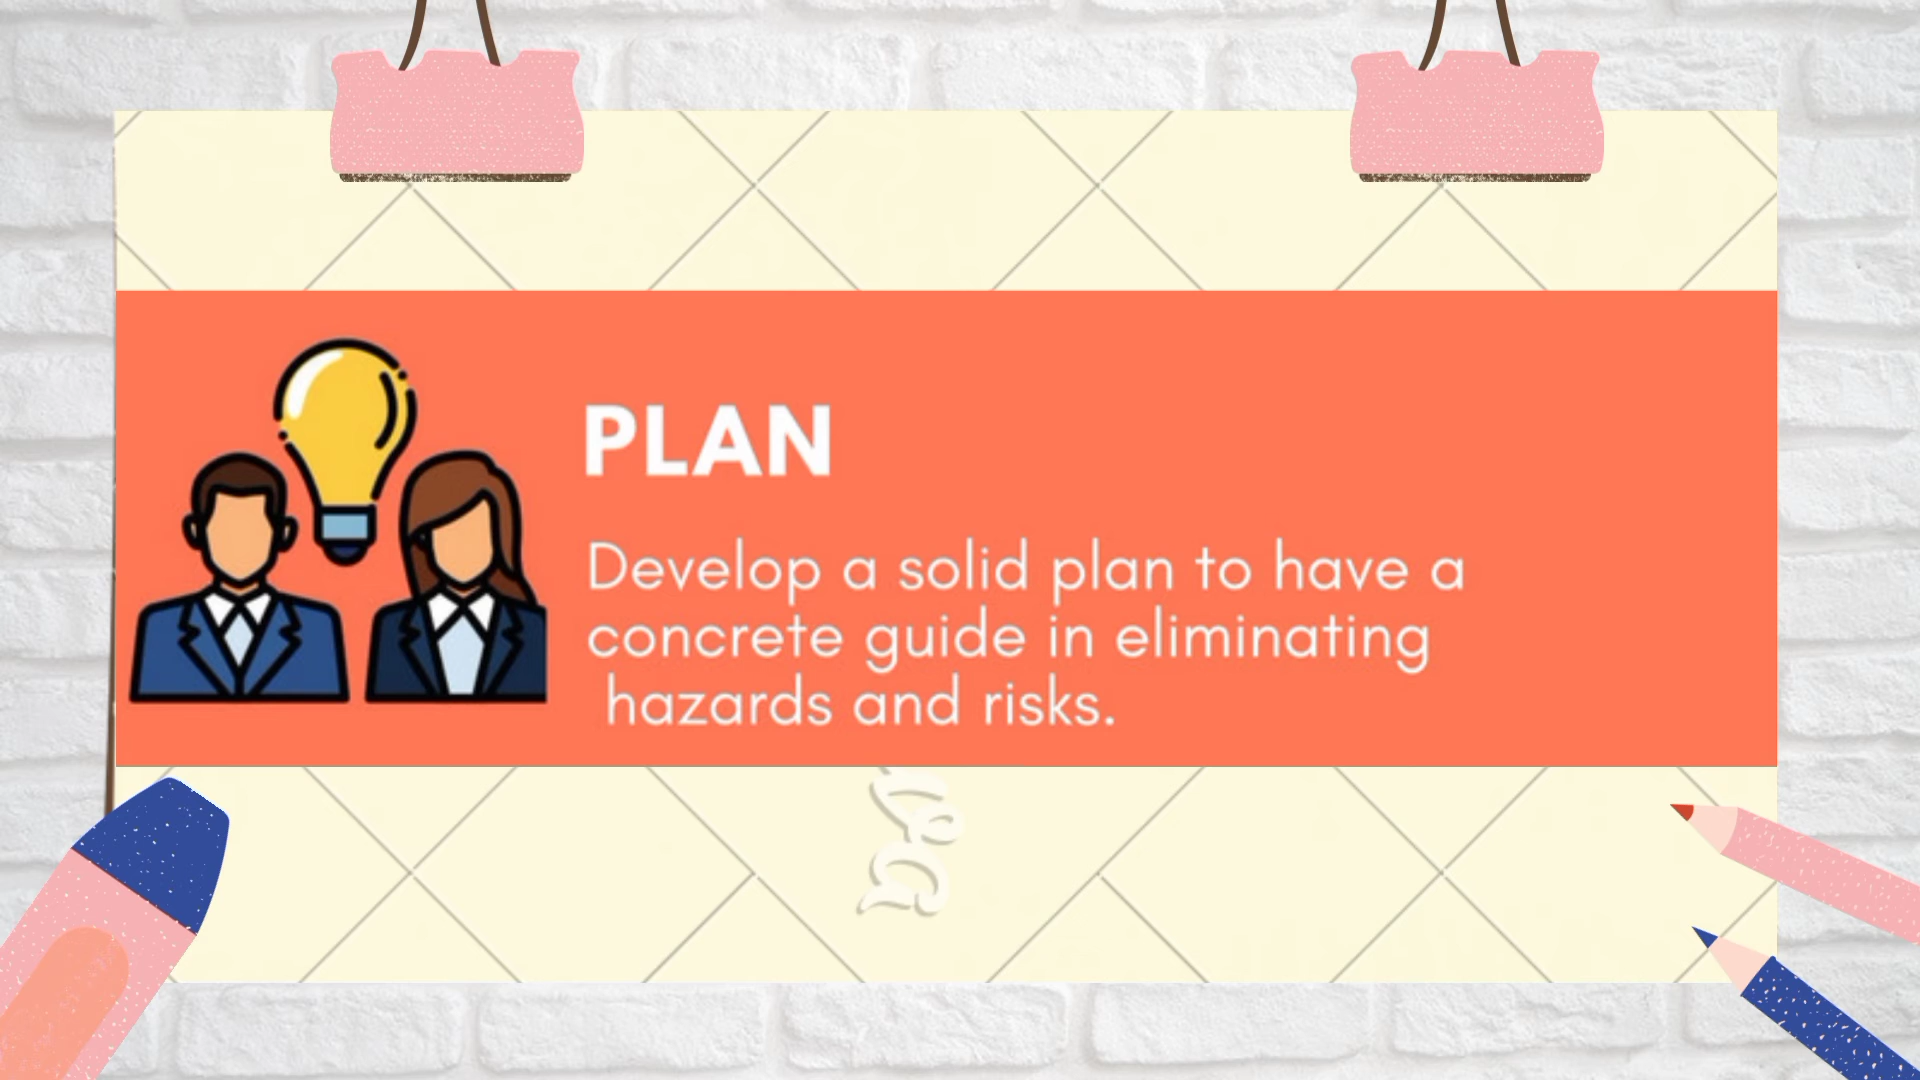 PLAN
Develop a solid plan to have a
concrete guide in eliminating
hazards and risks.